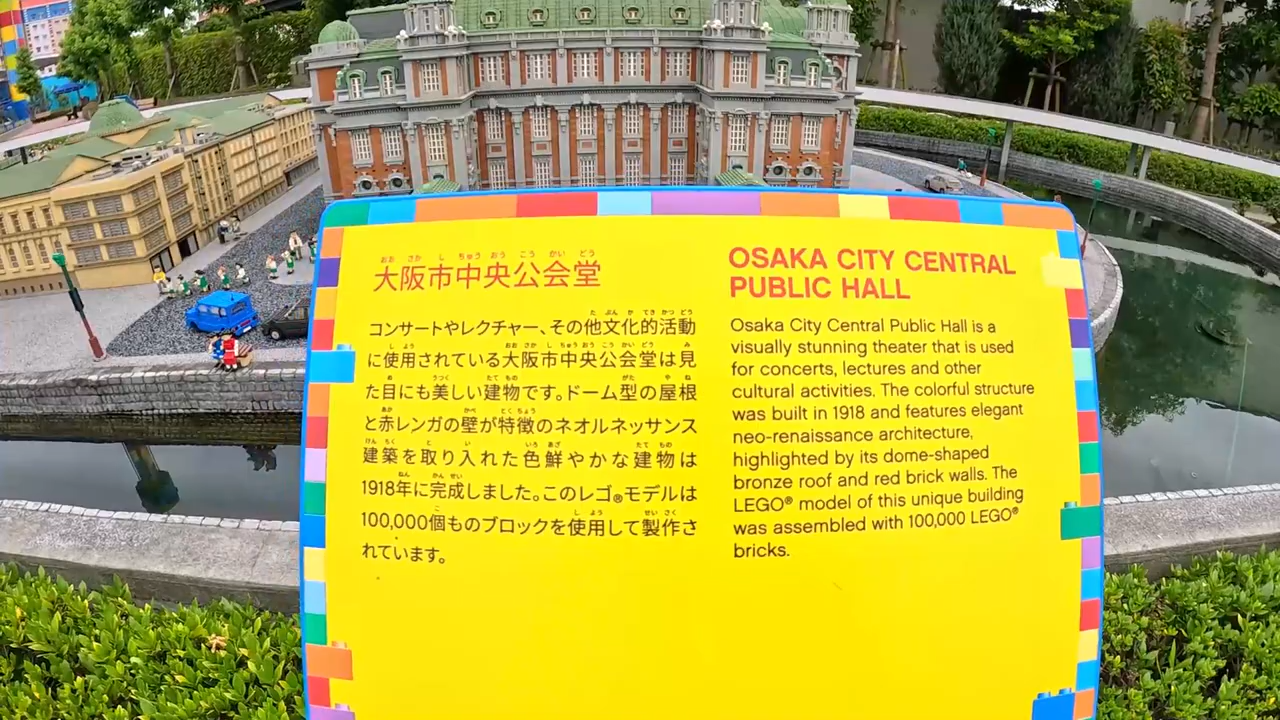 大阪市中央公会堂
コンサートやレクチャー、その他文化的活動
に使用されている大阪市中央公会堂は見
た目にも美しい建物です。ドーム型の屋根
と赤レンガの壁が特徴のネオルネッサンス
建築を取り入れた色鮮やかな建物は
1918年に完成しました。このレゴ®モデルは
100,000個ものブロックを使用して製作さ
れています。
OSAKA CITY CENTRAL
PUBLIC HALL
Osaka City Central Public Hall is a
visually stunning theater that is used
for concerts, lectures and other
cultural activities. The colorful structure
was built in 1918 and features elegant
neo-renaissance architecture,
highlighted by its dome-shaped
bronze roof and red brick walls. The
LEGO® model of this unique building
was assembled with 100,000 LEGO®
bricks.